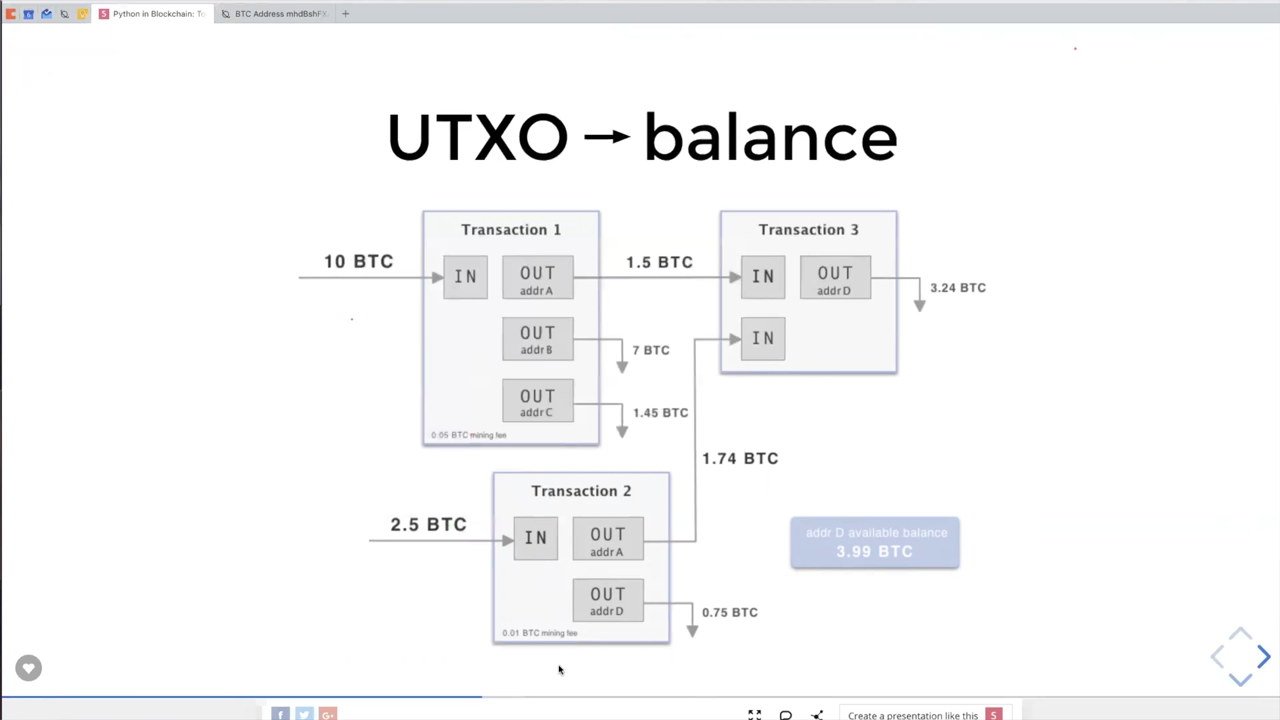 Python in Blockchain: To
BTC Address mhdBshF
UTXO → balance
Transaction 1
10 BTC
IN
OUT
addr A
1.5 BTC
OUT
addr B
7 BTC
OUT
addr C
1.45 BTC
0.05 BTC mining fee
Transaction 3
IN
OUT
addr D
3.24 BTC
IN
1.74 BTC
Transaction 2
2.5 BTC
IN
OUT
addr A
OUT
addr D
0.75 BTC
0.01 BTC mining fee
addr D available balance
3.99 BTC
Create a presentation like this
S